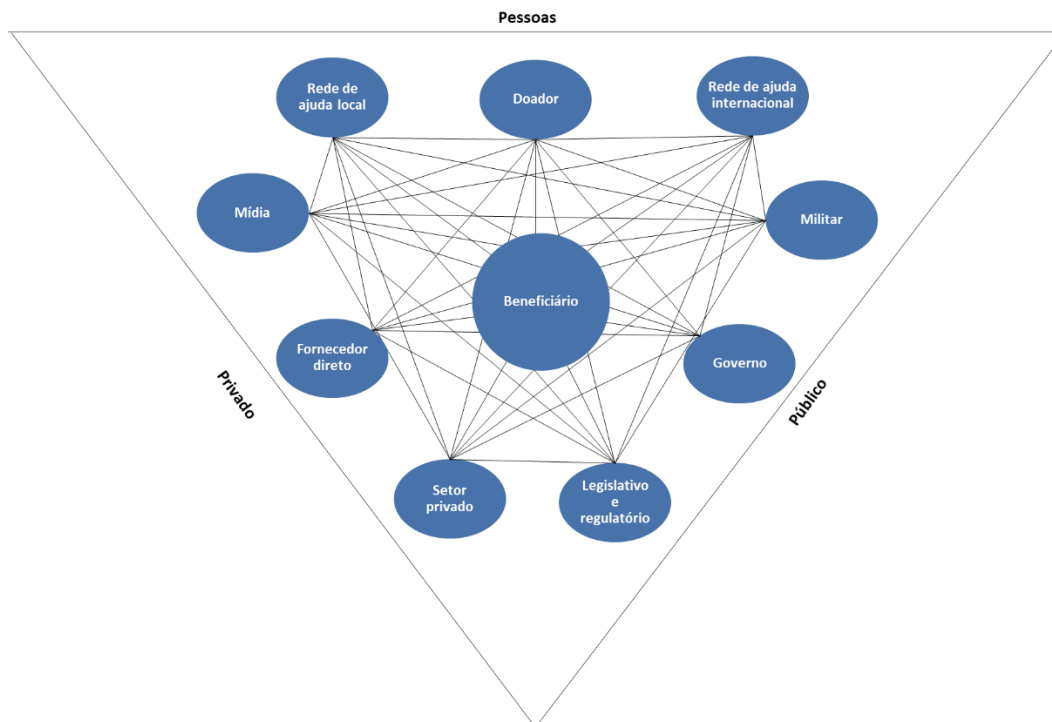 Pessoas
Rede de
ajuda local
Doador
Rede de ajuda
internacional
Mídia
Militar
Beneficiário
Fornecedor
direto
Governo
Privado
Público
Setor
privado
Legislativo
e
regulatório